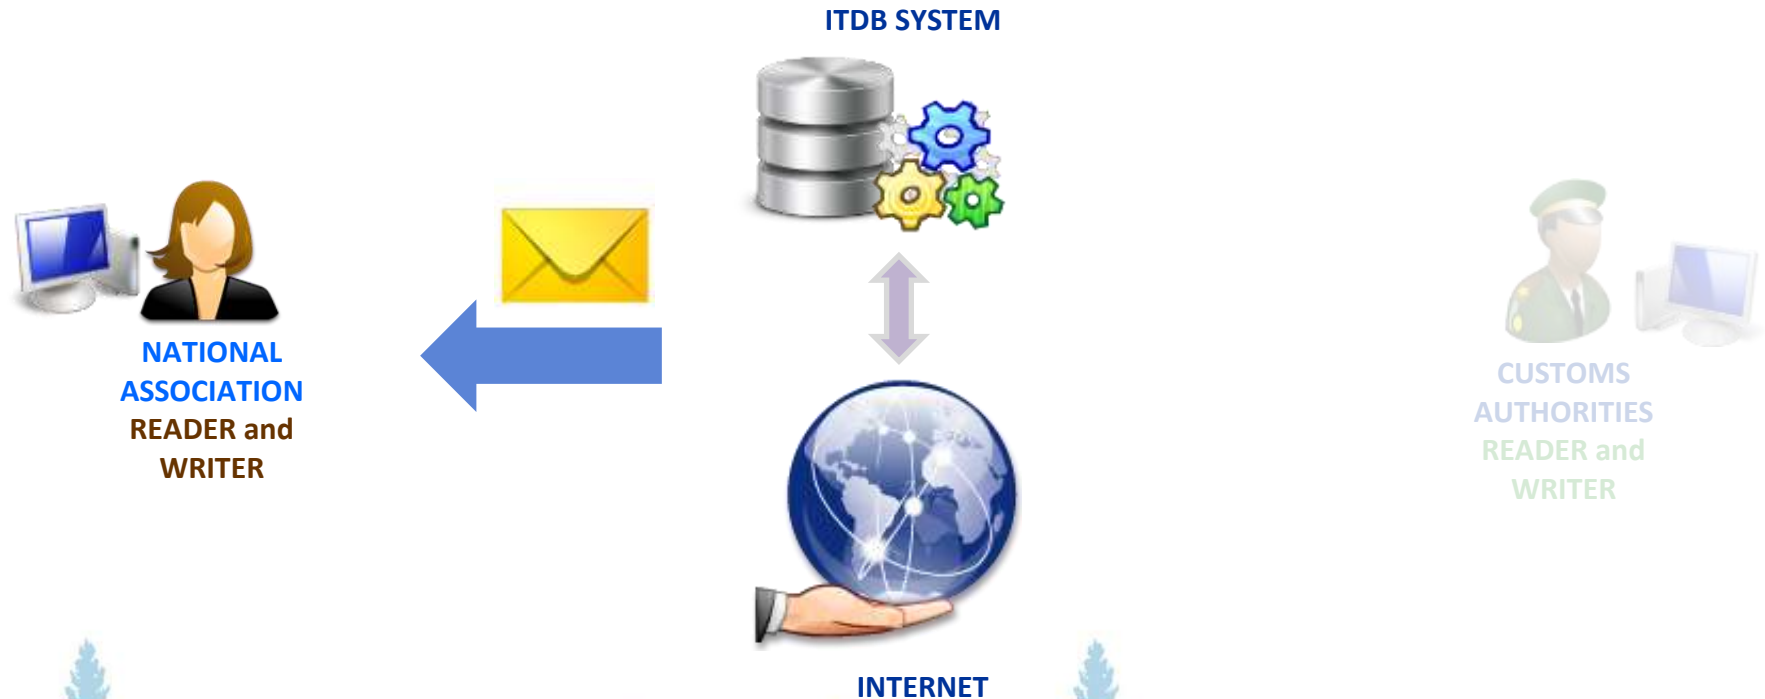 ITDB SYSTEM
NATIONAL
ASSOCIATION
READER and
WRITER
CUSTOMS
AUTHORITIES
READER and
WRITER
INTERNET